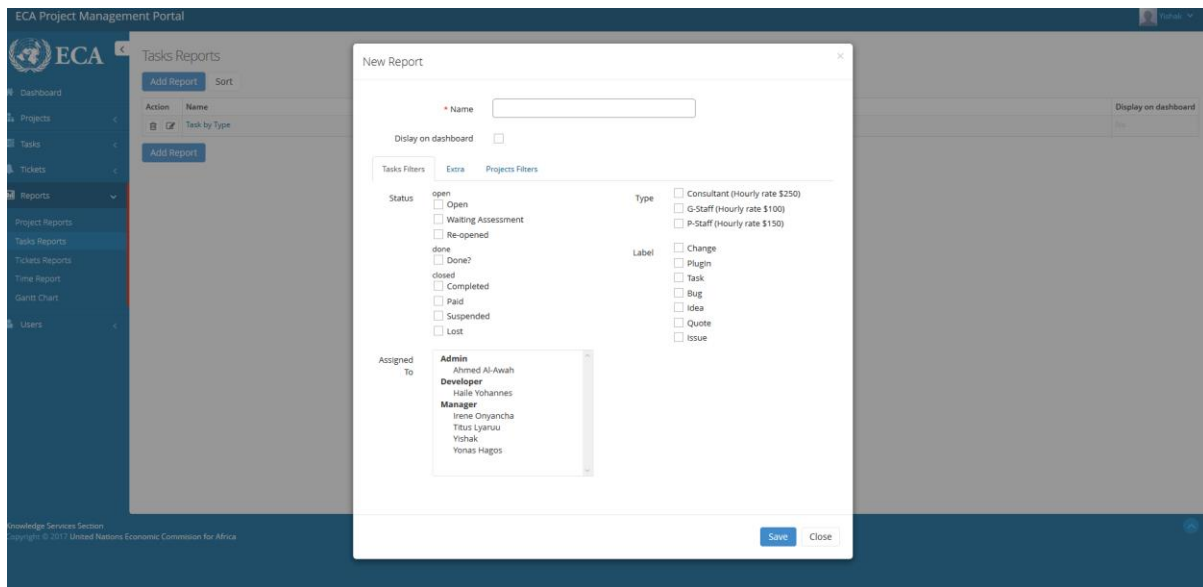 ECA Project Management Portal
Yishak
ECA
Tasks Reports
Add Report Sort
Dashboard
Projects
Tasks
Tickets
Reports
Project Reports
Tasks Reports
Tickets Reports
Time Report
Gantt Chart
Users
Action Name Display on dashboard
Task by Type
Add Report
New Report
* Name
Dislay on dashboard
Tasks Filters Extra Projects Filters
Status
open
Open
Waiting Assessment
Re-opened
done
Done?
closed
Completed
Paid
Suspended
Lost
Type
Consultant (Hourly rate $250)
G-Staff (Hourly rate $100)
P-Staff (Hourly rate $150)
Label
Change
Plugin
Task
Bug
Idea
Quote
Issue
Assigned
To
Admin
Ahmed Al-Awah
Developer
Haile Yohannes
Manager
Irene Onyancha
Titus Lyaruu
Yishak
Yonas Hagos
Save Close
Knowledge Services Section
Copyright © 2017 United Nations Economic Commission for Africa